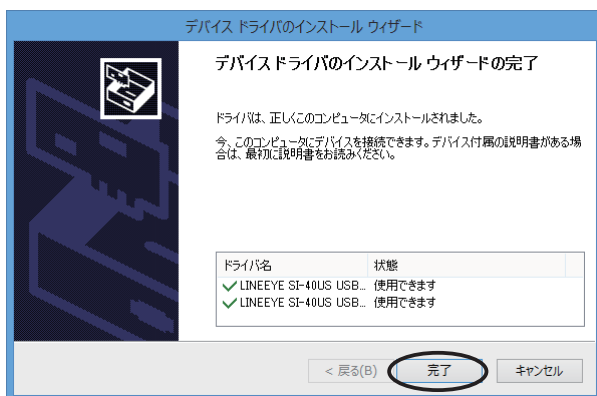 デバイス ドライバのインストール ウィザード
デバイス ドライバのインストール ウィザードの完了
ドライバは、正しくこのコンピュータにインストールされました。
今、このコンピュータにデバイスを接続できます。デバイス付属の説明書がある場
合は、最初に説明書をお読みください。
ドライバ名 状態
LINEEYE SI-40US USB... 使用できます
LINEEYE SI-40US USB... 使用できます
< 戻る(B) 完了 キャンセル